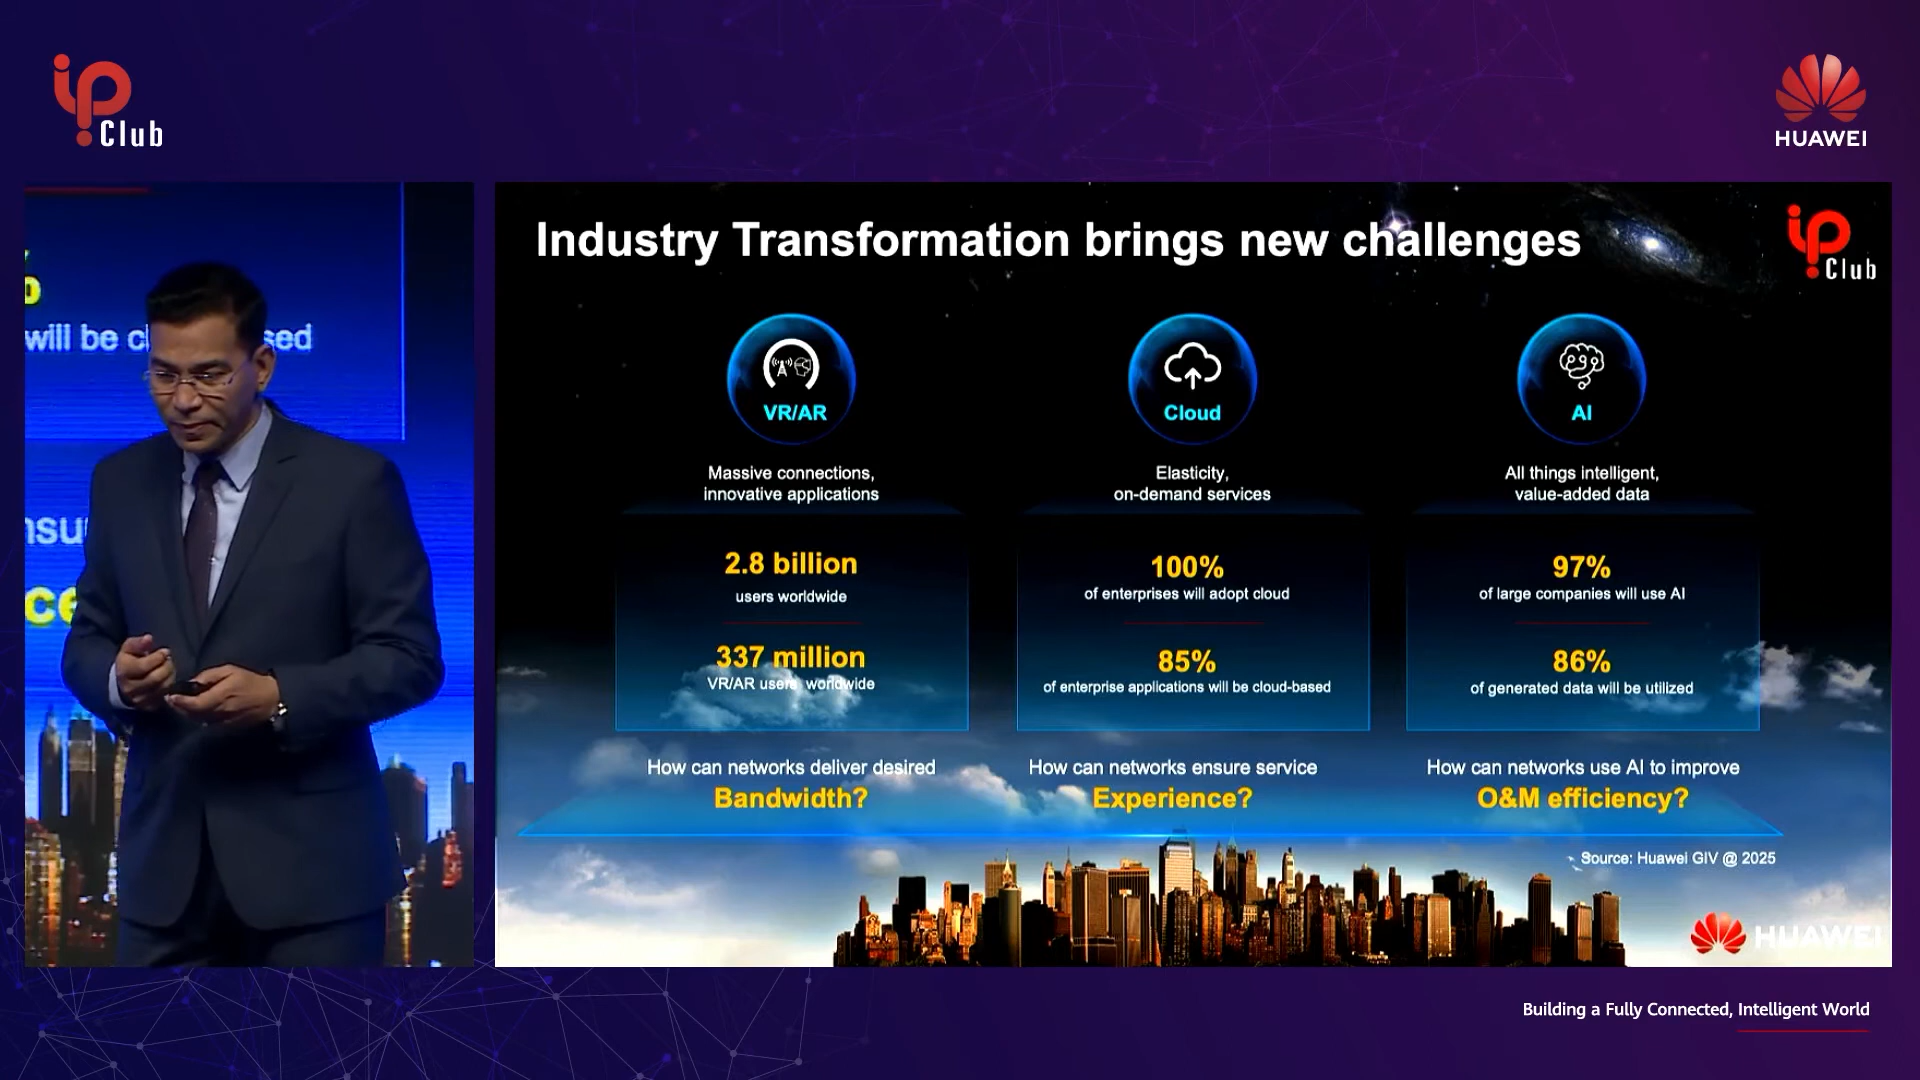 ip
Club
HUAWEI
will be
sed
nsu
ce
Industry Transformation brings new challenges
ip
Club
VR/AR
Massive connections,
innovative applications
2.8 billion
users worldwide
337 million
VR/AR users worldwide
How can networks deliver desired
Bandwidth?
Cloud
Elasticity,
on-demand services
100%
of enterprises will adopt cloud
85%
of enterprise applications will be cloud-based
How can networks ensure service
Experience?
AI
All things intelligent,
value-added data
97%
of large companies will use AI
86%
of generated data will be utilized
How can networks use AI to improve
O&M efficiency?
Source: Huawei GIV @ 2025
HUAWEI
Building a Fully Connected, Intelligent World